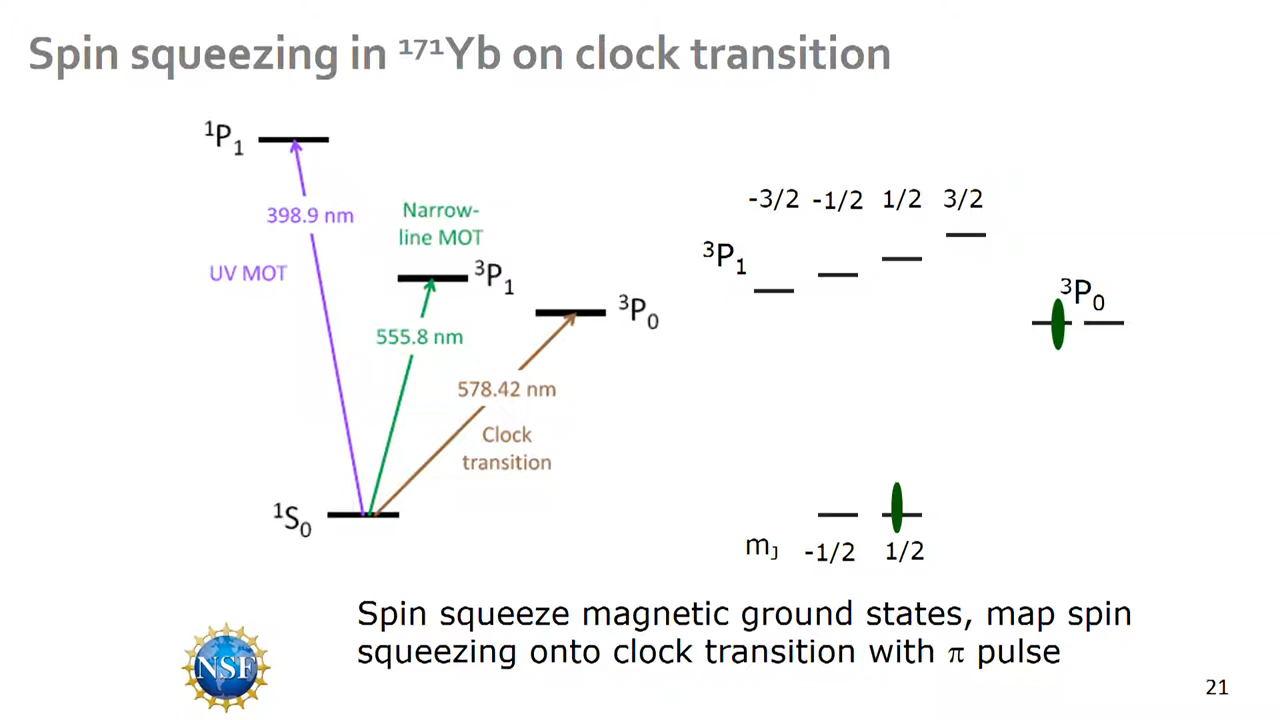 Spin squeezing in ¹⁷¹Yb on clock transition
¹P₁
398.9 nm
UV MOT
Narrow-
line MOT
³P₁
555.8 nm
³P₀
578.42 nm
Clock
transition
¹S₀
-3/2 -1/2 1/2 3/2
³P₁
³P₀
mJ -1/2 1/2
Spin squeeze magnetic ground states, map spin
squeezing onto clock transition with π pulse
NSF
21